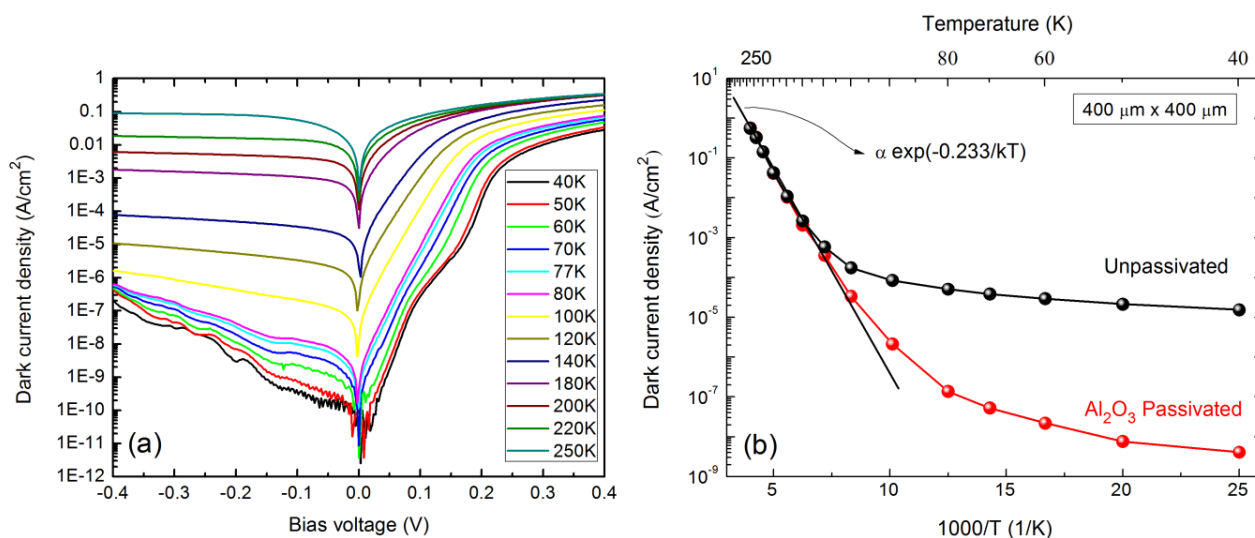 Dark current density (A/cm²)
1
0.1
0.01
1E-3
1E-4
1E-5
1E-6
1E-7
1E-8
1E-9
1E-10
1E-11
1E-12
(a)
40K
50K
60K
70K
77K
80K
100K
120K
140K
180K
200K
220K
250K
-0.4 -0.3 -0.2 -0.1 0.0 0.1 0.2 0.3 0.4
Bias voltage (V)
Temperature (K)
250 80 60 40
Dark current density (A/cm²)
10¹
10⁻¹
10⁻³
10⁻⁵
10⁻⁷
10⁻⁹
400 μm x 400 μm
α exp(-0.233/kT)
Unpassivated
Al₂O₃ Passivated
(b)
5 10 15 20 25
1000/T (1/K)